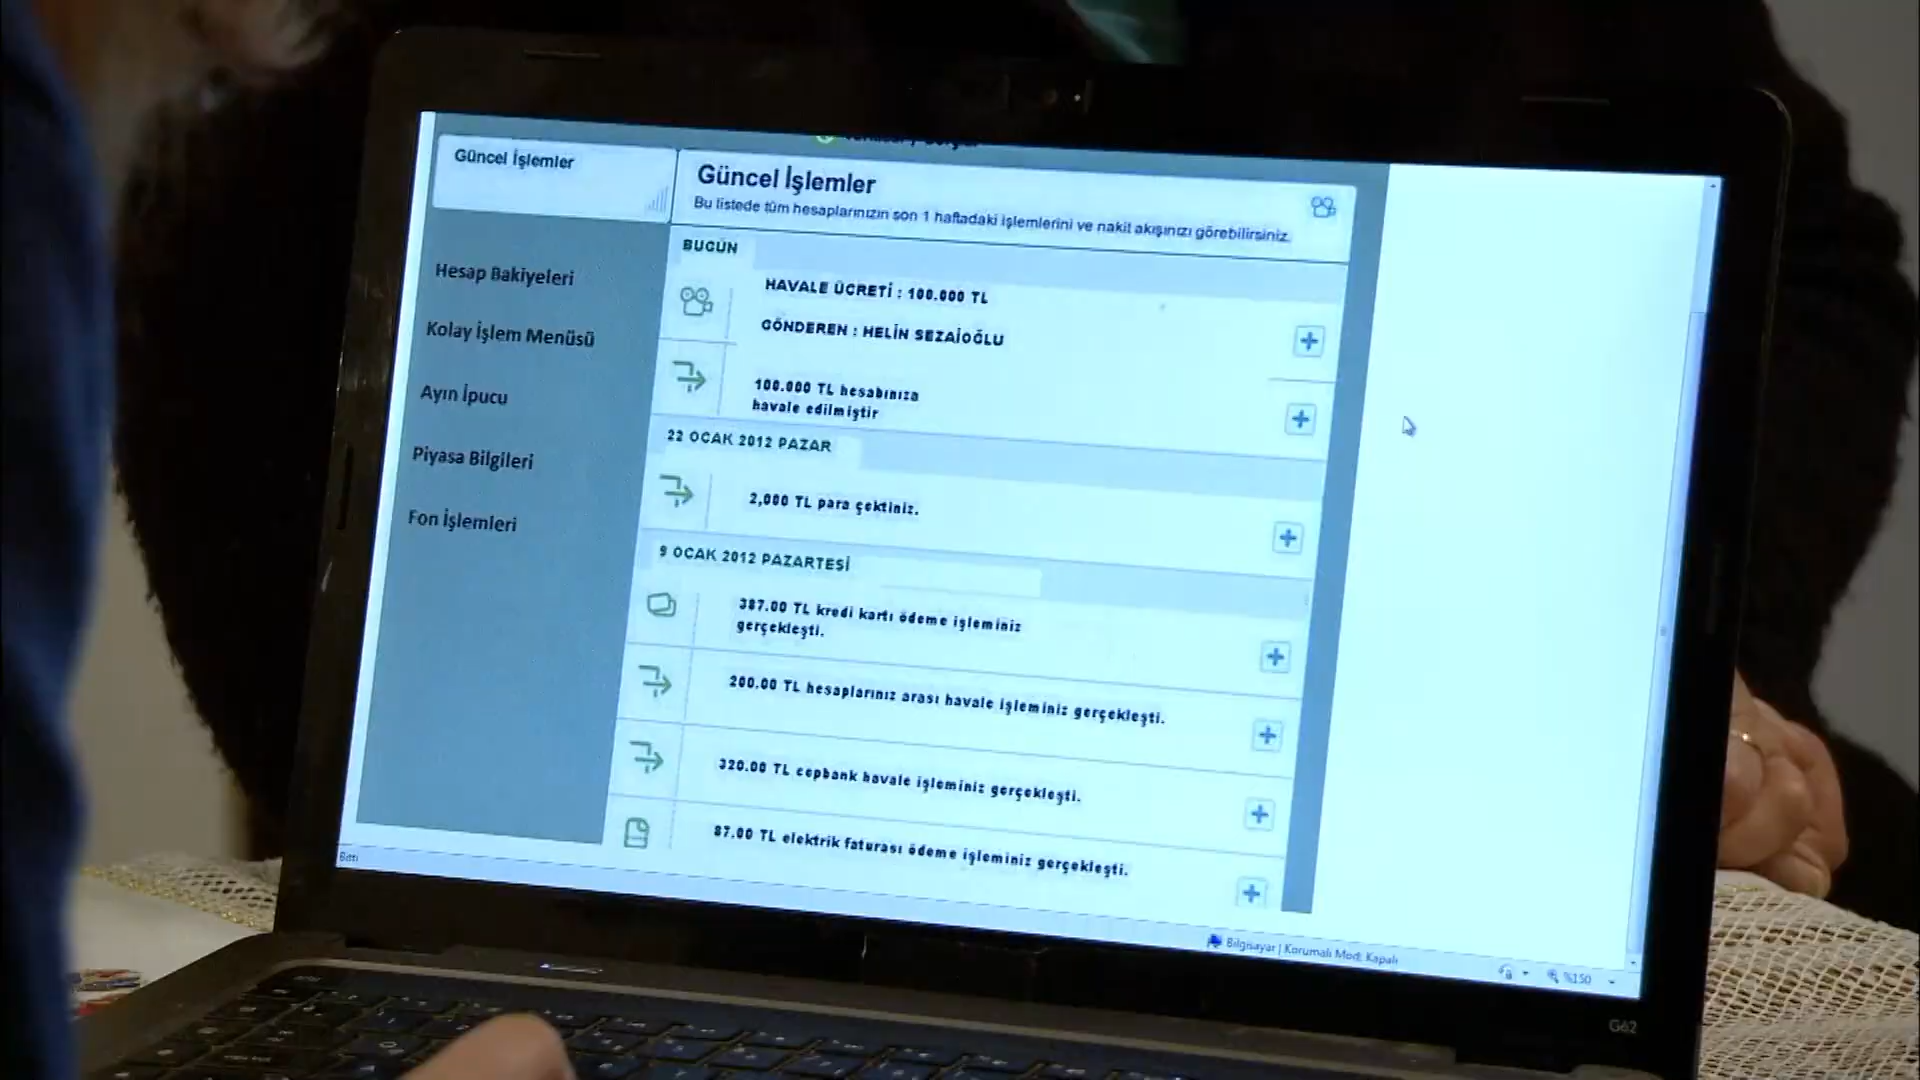 Güncel İşlemler
Güncel İşlemler
Bu listede tüm hesaplarınızın son 1 haftadaki işlemlerini ve nakit akışınızı görebilirsiniz.
Hesap Bakiyeleri
Kolay İşlem Menüsü
Ayın İpucu
Piyasa Bilgileri
Fon İşlemleri
BUGÜN
HAVALE ÜCRETİ : 100.000 TL
GÖNDEREN : HELİN SEZAİOĞLU
100.000 TL hesabınıza
havale edilmiştir
22 OCAK 2012 PAZAR
2,000 TL para çektiniz.
9 OCAK 2012 PAZARTESİ
387.00 TL kredi kartı ödeme işleminiz
gerçekleşti.
200.00 TL hesaplarınız arası havale işleminiz gerçekleşti.
320.00 TL cepbank havale işleminiz gerçekleşti.
87.00 TL elektrik faturası ödeme işleminiz gerçekleşti.
Bitti
Bilgisayar | Korumalı Mod: Kapalı
%150
G62